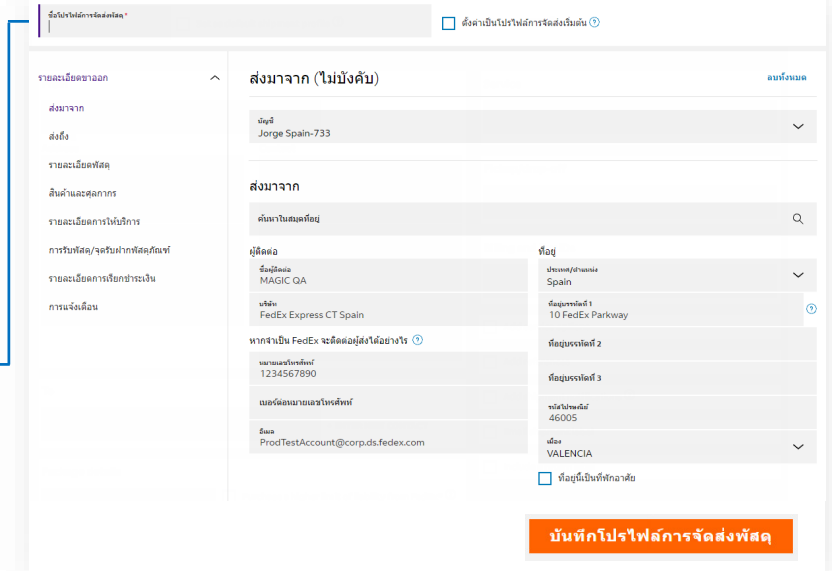 ชื่อโปรไฟล์การจัดส่งพัสดุ*
ตั้งค่าเป็นโปรไฟล์การจัดส่งเริ่มต้น ?
รายละเอียดขาออก
ส่งมาจาก
ส่งถึง
รายละเอียดพัสดุ
สินค้าและศุลกากร
รายละเอียดการให้บริการ
การรับพัสดุ/จุดรับฝากพัสดุภัณฑ์
รายละเอียดการเรียกชำระเงิน
การแจ้งเตือน
ส่งมาจาก (ไม่บังคับ)
ลบทั้งหมด
บัญชี
Jorge Spain-733
ส่งมาจาก
ค้นหาในสมุดที่อยู่
ผู้ติดต่อ
ชื่อผู้ติดต่อ
MAGIC QA
บริษัท
FedEx Express CT Spain
หากจำเป็น FedEx จะติดต่อผู้ส่งได้อย่างไร ?
หมายเลขโทรศัพท์
1234567890
เบอร์ต่อหมายเลขโทรศัพท์
อีเมล
ProdTestAccount@corp.ds.fedex.com
ที่อยู่
ประเทศ/ตำแหน่ง
Spain
ที่อยู่บรรทัดที่ 1
10 FedEx Parkway
?
ที่อยู่บรรทัดที่ 2
ที่อยู่บรรทัดที่ 3
รหัสไปรษณีย์
46005
เมือง
VALENCIA
ที่อยู่นี้เป็นที่พักอาศัย
บันทึกโปรไฟล์การจัดส่งพัสดุ